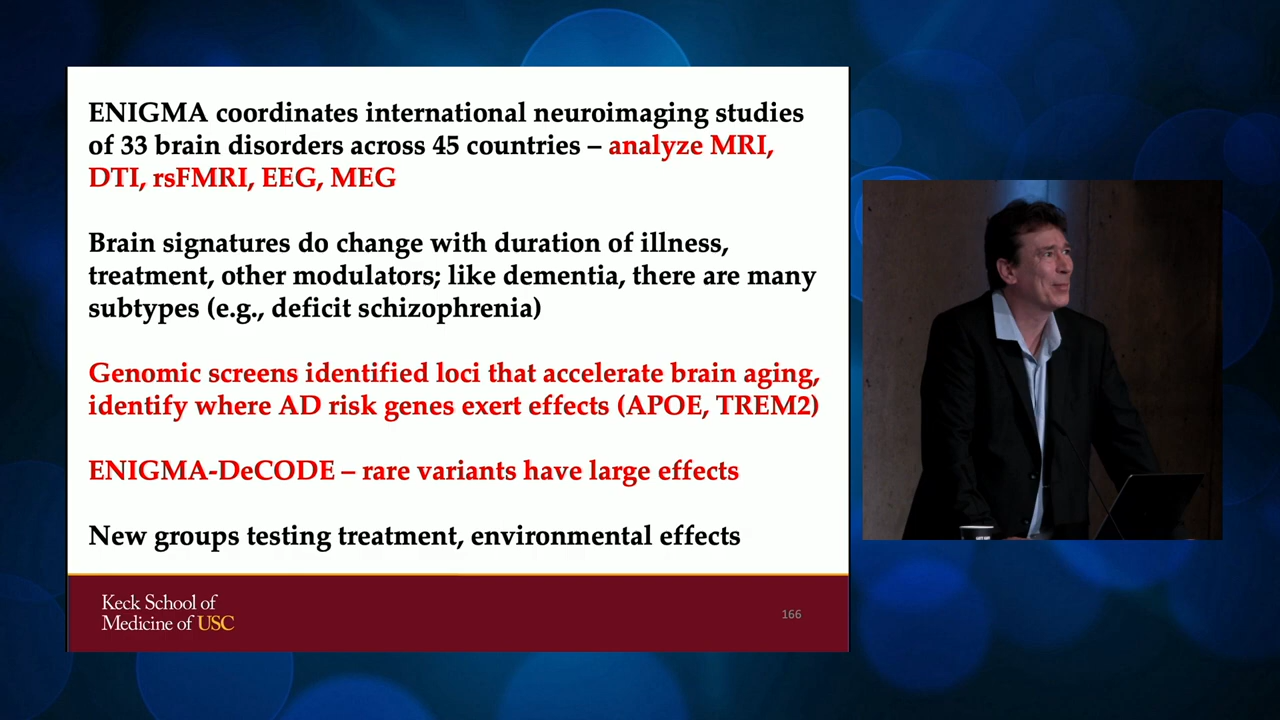 ENIGMA coordinates international neuroimaging studies
of 33 brain disorders across 45 countries – analyze MRI,
DTI, rsFMRI, EEG, MEG
Brain signatures do change with duration of illness,
treatment, other modulators; like dementia, there are many
subtypes (e.g., deficit schizophrenia)
Genomic screens identified loci that accelerate brain aging,
identify where AD risk genes exert effects (APOE, TREM2)
ENIGMA-DeCODE – rare variants have large effects
New groups testing treatment, environmental effects
Keck School of
Medicine of USC
166